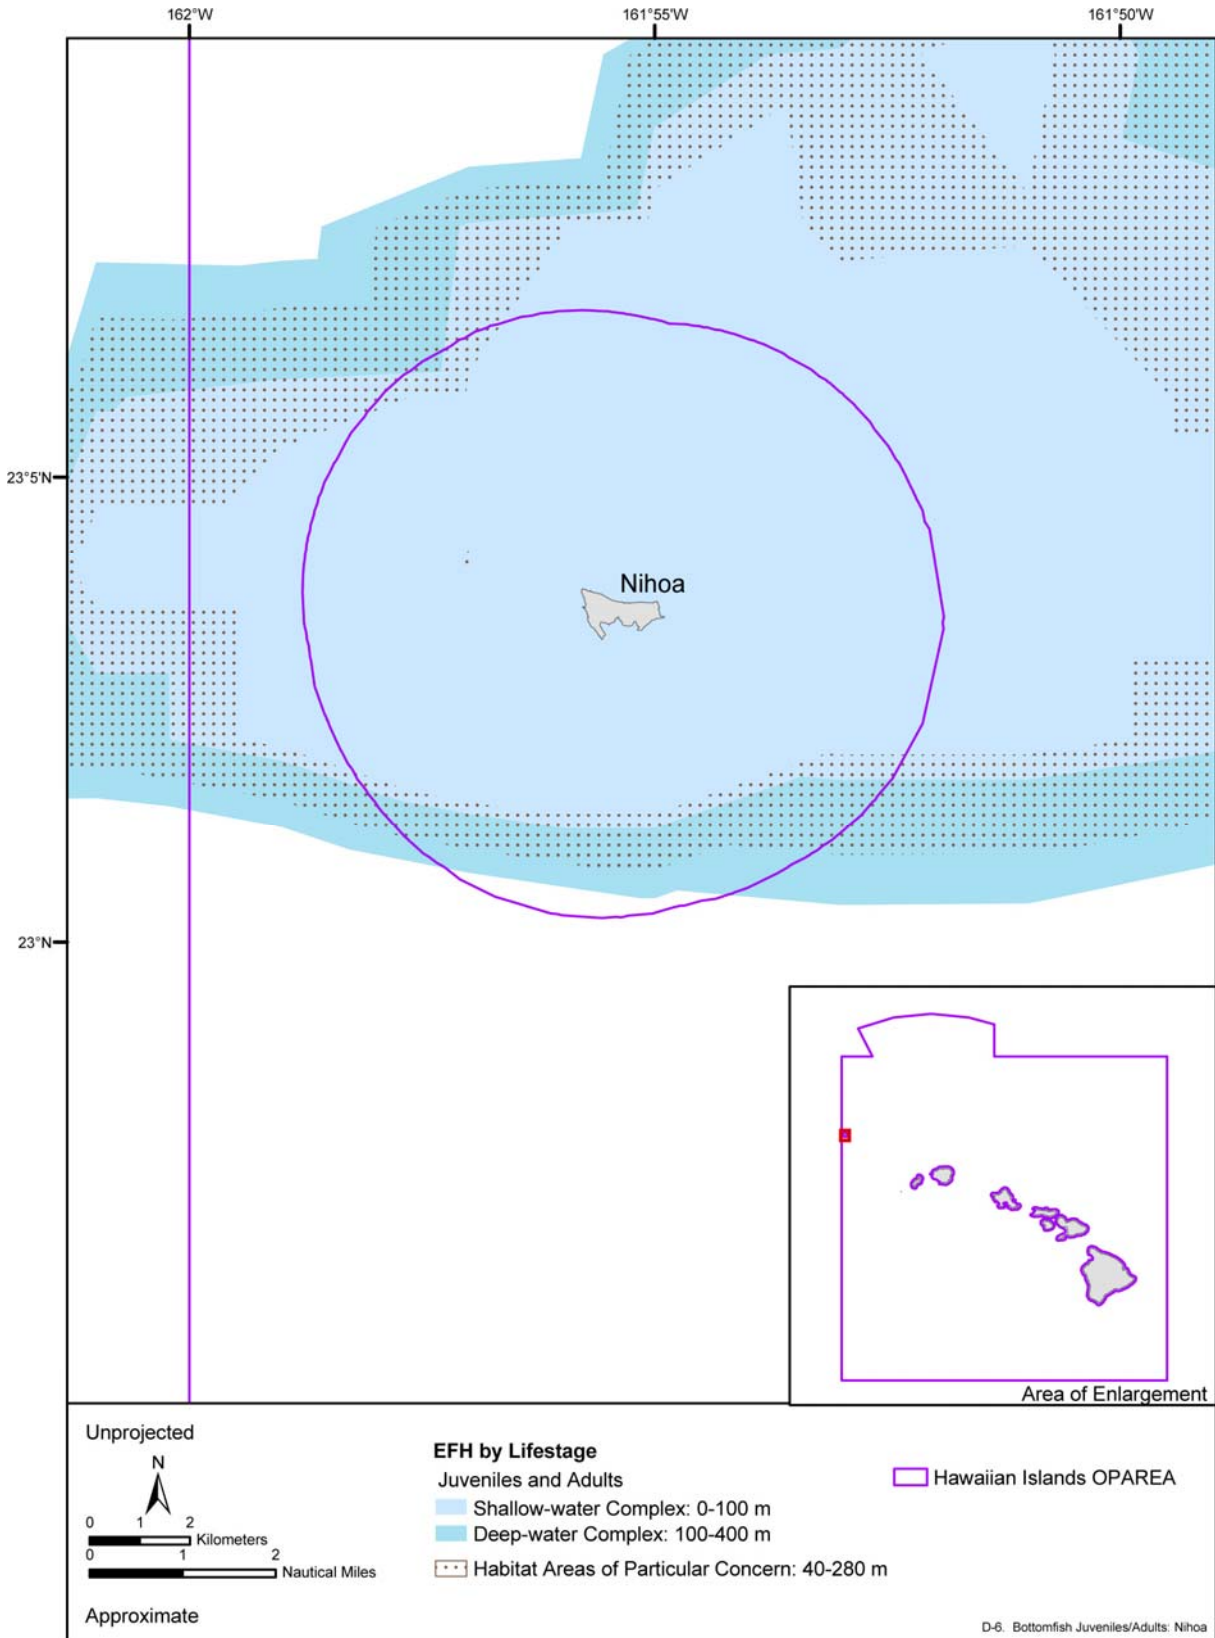 162°W
161°55'W
161°50'W
23°5'N
Nihoa
23°N
Area of Enlargement
Unprojected
N
0 1 2
Kilometers
0 1 2
Nautical Miles
Approximate
EFH by Lifestage
Juveniles and Adults
Shallow-water Complex: 0-100 m
Deep-water Complex: 100-400 m
Habitat Areas of Particular Concern: 40-280 m
Hawaiian Islands OPAREA
D-6. Bottomfish Juveniles/Adults: Nihoa